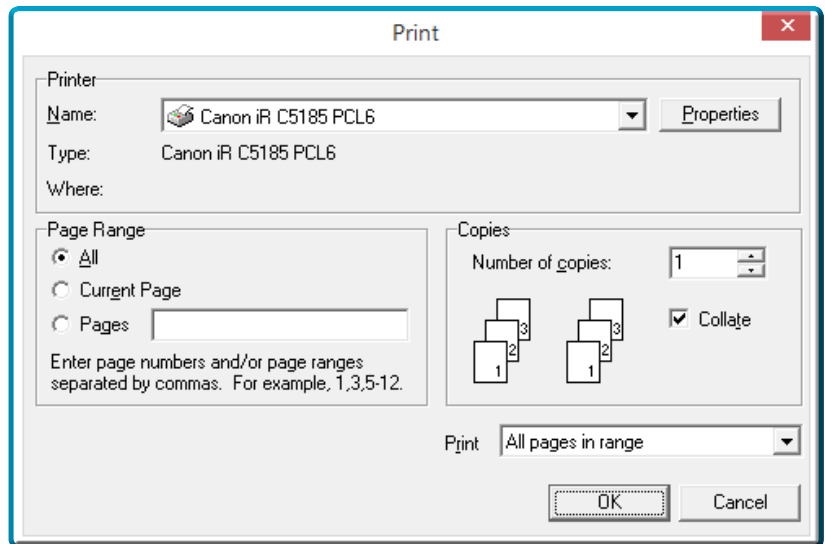 Print
Printer
Name: Canon iR C5185 PCL6 Properties
Type: Canon iR C5185 PCL6
Where:
Page Range
All
Current Page
Pages
Enter page numbers and/or page ranges
separated by commas. For example, 1,3,5-12.
Copies
Number of copies: 1
3 3
2 2
1 1
Collate
Print All pages in range
OK Cancel